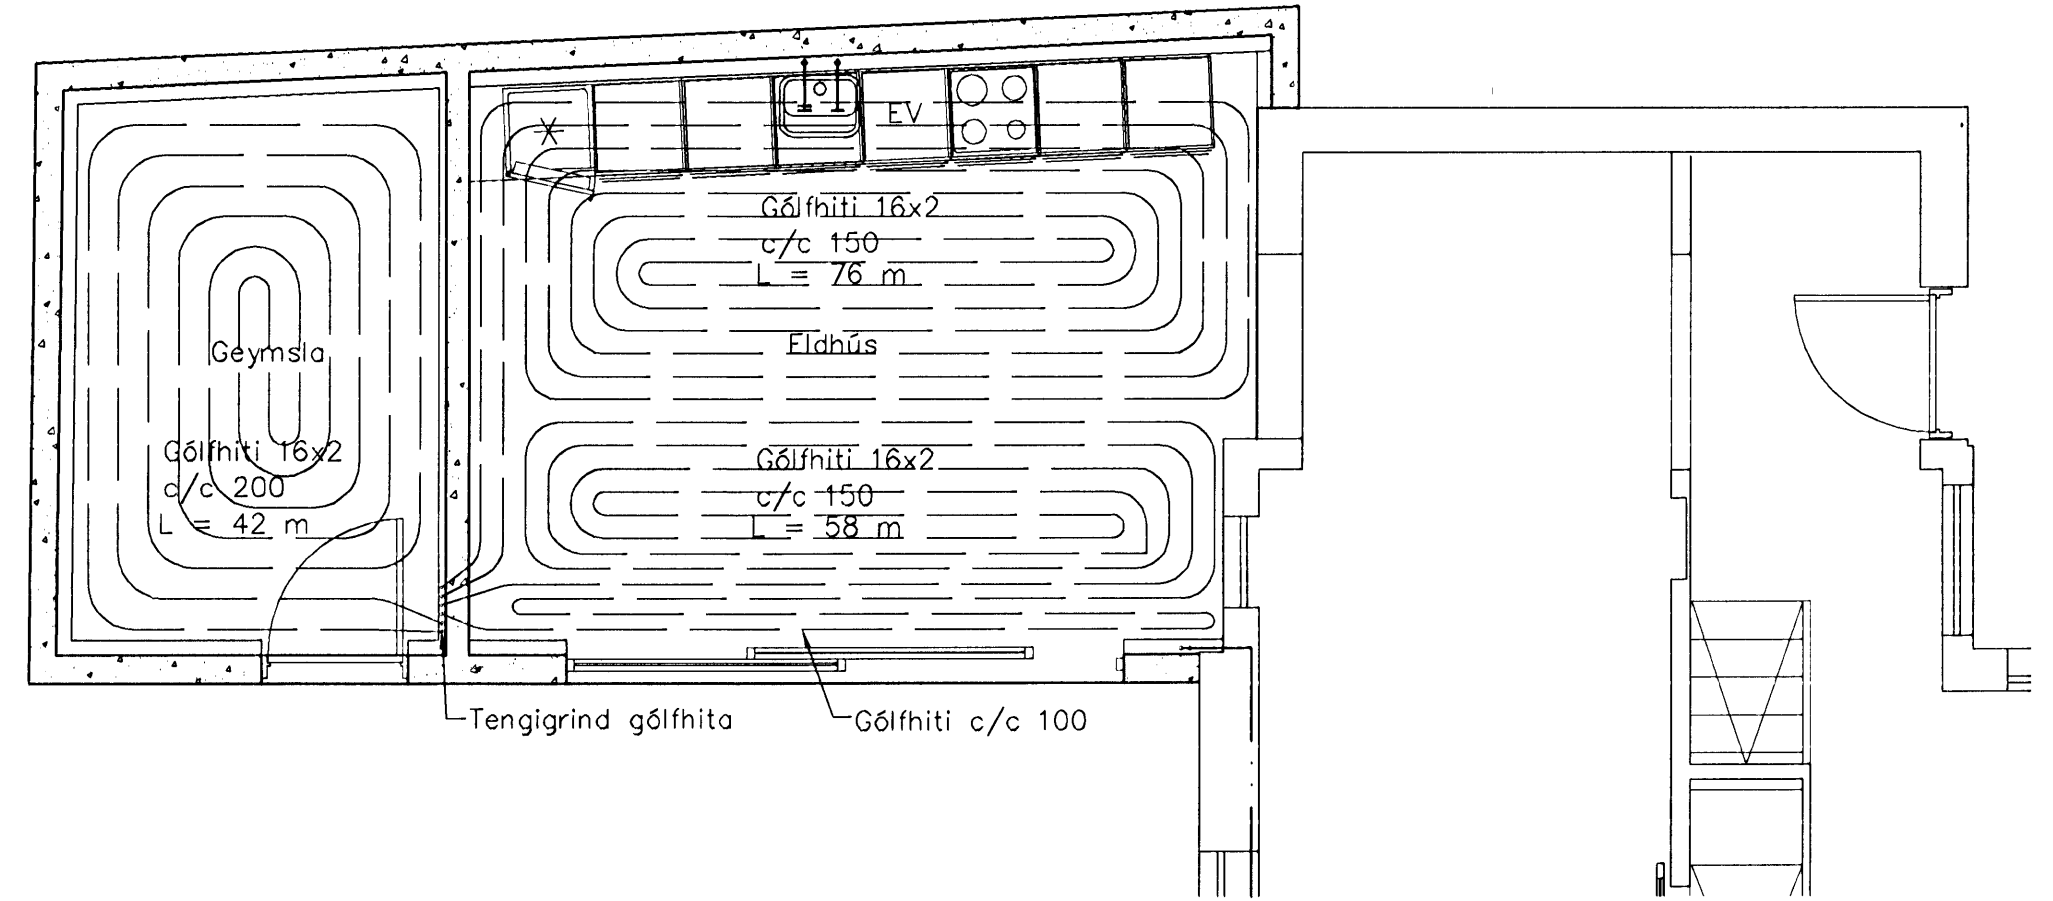 EV
Gólfhiti 16x2
c/c 150
L = 76 m
Eldhús
Geymsla
Gólfhiti 16x2
c/c 200
L = 42 m
Gólfhiti 16x2
c/c 150
L = 58 m
Tengigrind gólfhita
Gólfhiti c/c 100